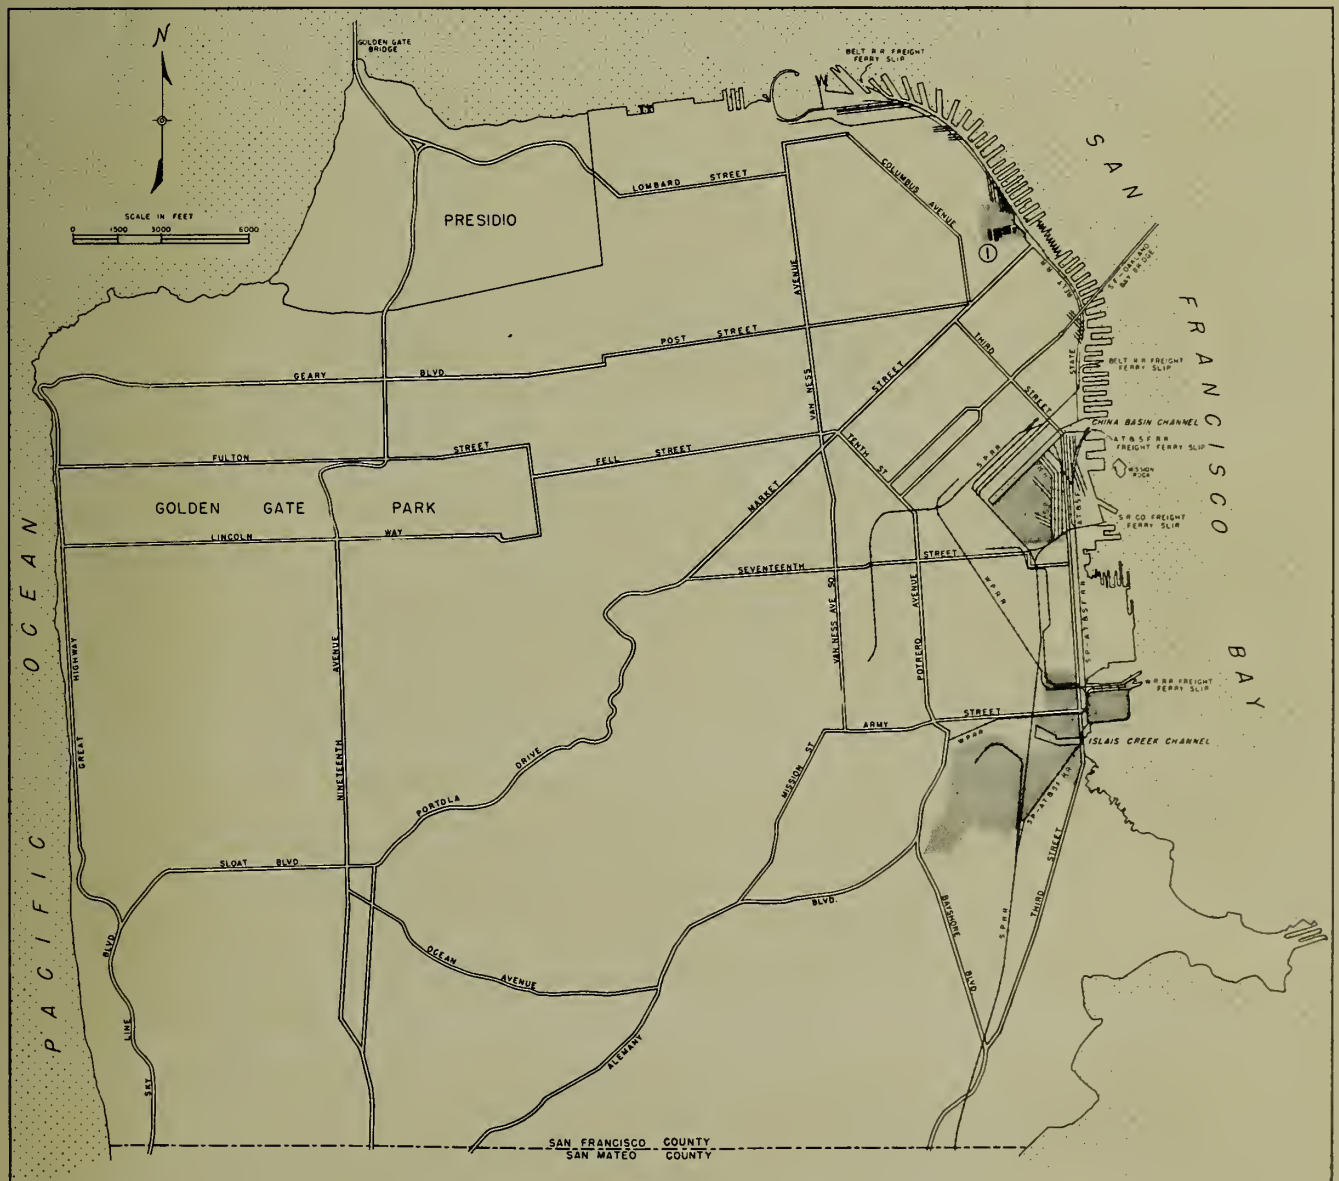 N
GOLDEN GATE
BRIDGE
BELT R R FREIGHT
FERRY SLIP
SCALE IN FEET
0 1500 3000 6000
PRESIDIO
LOMBARD STREET
COLUMBUS AVENUE
VAN NESS AVENUE
1
SAN
FRANCISCO
BAY
S.F.-OAKLAND
BAY BRIDGE
STATE
BELT R R FREIGHT
FERRY SLIP
GEARY BLVD.
POST STREET
THIRD STREET
MARKET STREET
CHINA BASIN CHANNEL
A T & S F R R
FREIGHT FERRY SLIP
MISSION
ROCK
S P R R
FULTON STREET
FELL STREET
TENTH ST.
GOLDEN GATE PARK
LINCOLN WAY
S.P. CO FREIGHT
FERRY SLIP
SEVENTEENTH STREET
W P R R
VAN NESS AVE SO.
POTRERO AVENUE
S P - A T & S F R R
W P R R FREIGHT
FERRY SLIP
ARMY STREET
W P R R
ISLAIS CREEK CHANNEL
PACIFIC OCEAN
GREAT HIGHWAY
NINETEENTH AVENUE
PORTOLA DRIVE
MISSION ST
S P - A T & S F R R
SLOAT BLVD
SKY LINE BLVD
OCEAN AVENUE
ALEMANY BLVD.
BAYSHORE BLVD
S P R R
THIRD STREET
SAN FRANCISCO COUNTY
SAN MATEO COUNTY